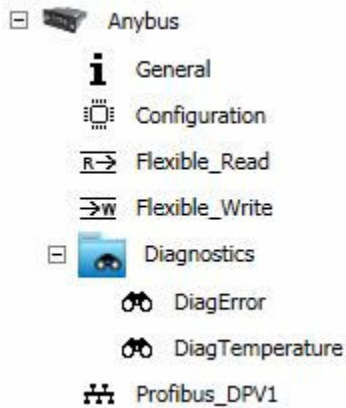 Anybus
General
Configuration
R Flexible_Read
W Flexible_Write
Diagnostics
DiagError
DiagTemperature
Profibus_DPV1